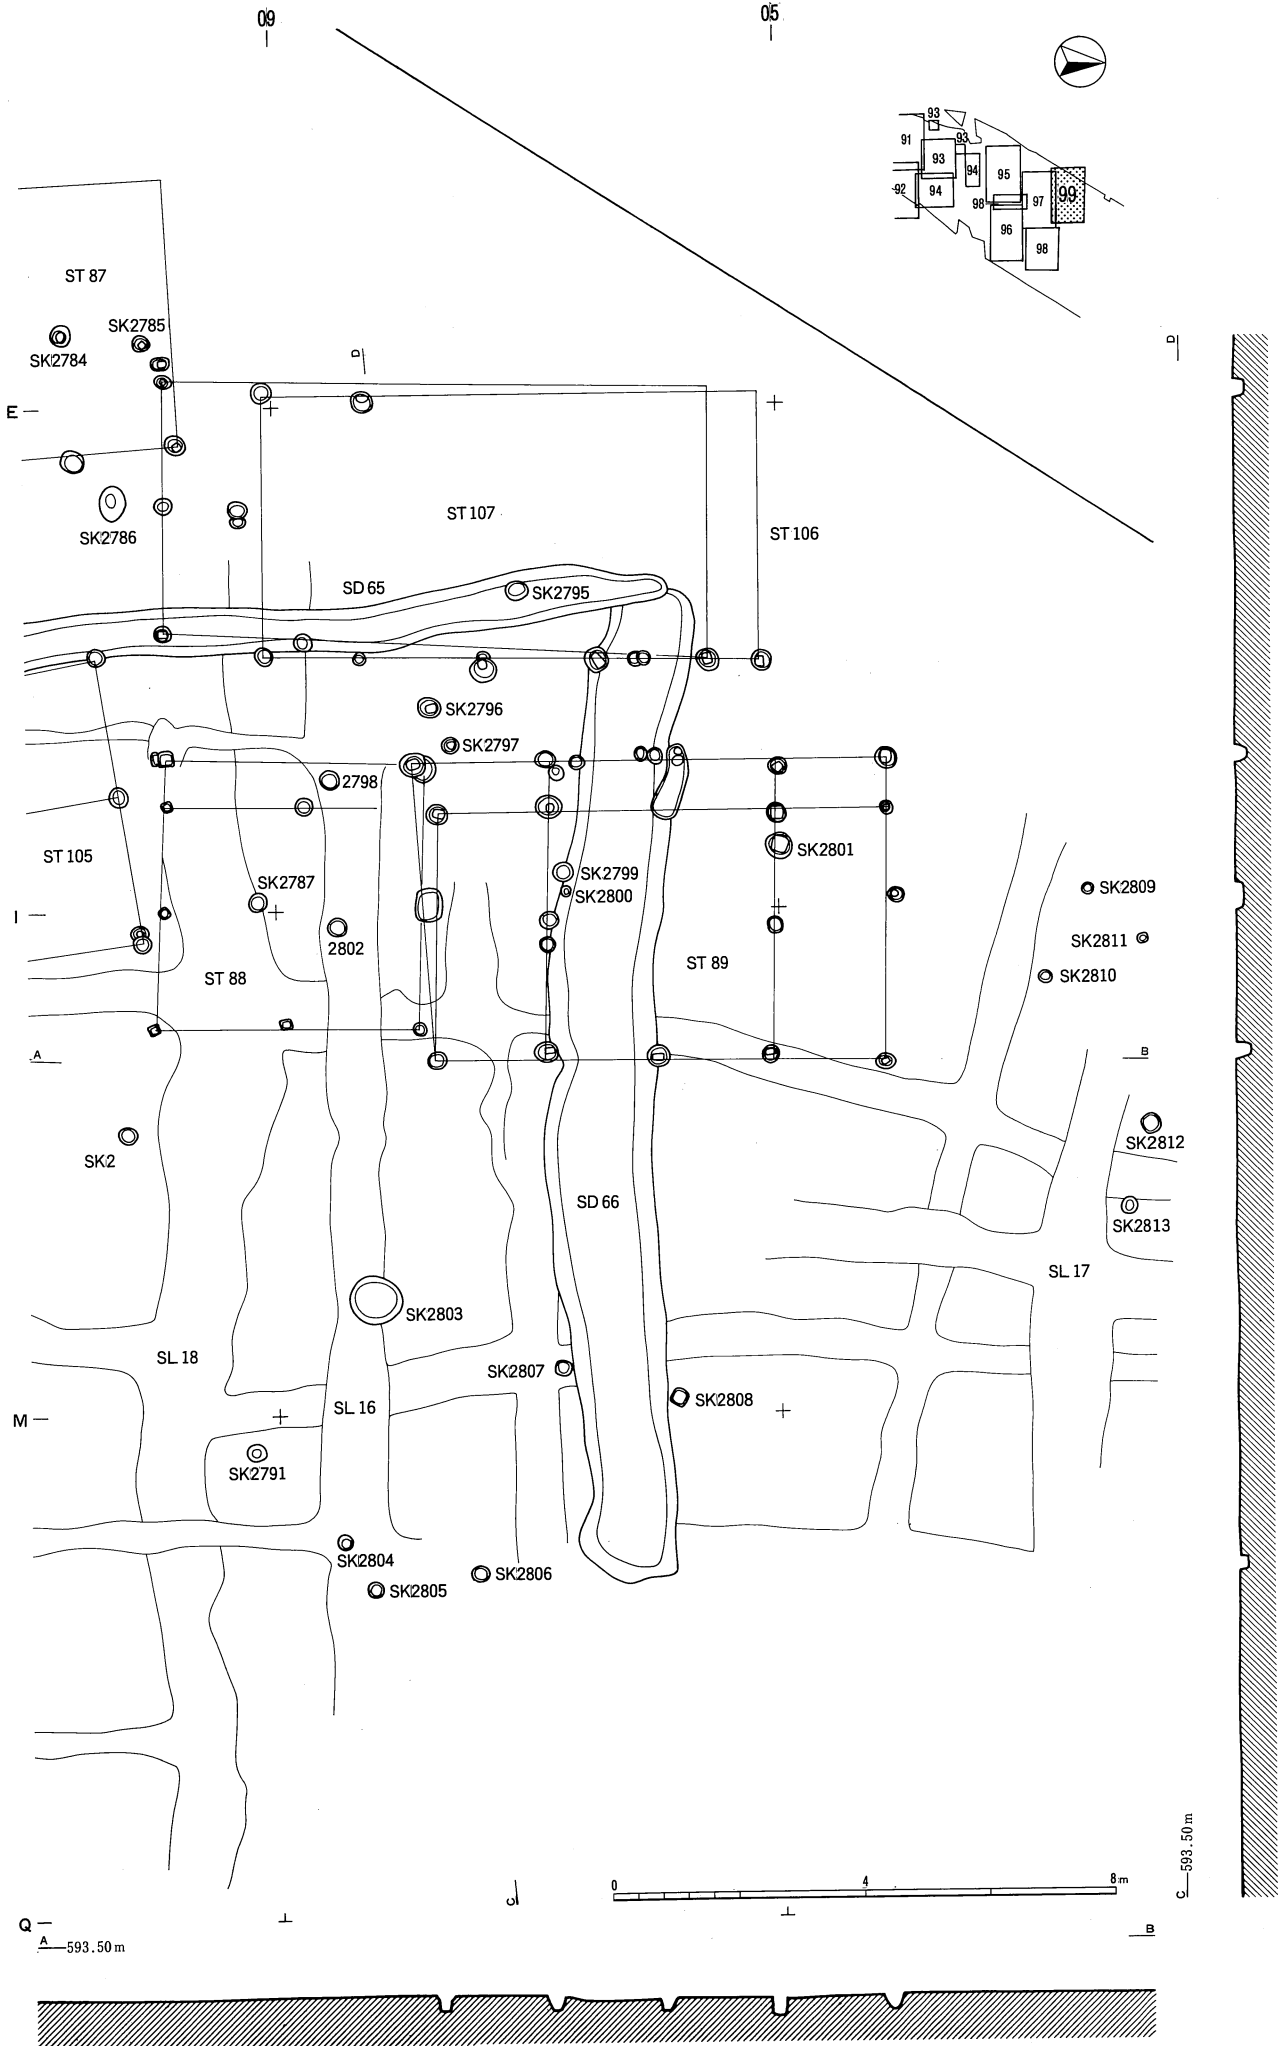 09
05
93
91
93
93
94
95
92
94
98
97
99
96
98
ST 87
SK2785
SK2784
D
D
E
SK2786
ST 107
ST 106
SD 65
SK2795
SK2796
SK2797
2798
ST 105
SK2799
SK2801
SK2787
SK2800
SK2809
I
2802
SK2811
ST 88
ST 89
SK2810
A
B
SK2
SK2812
SD 66
SK2813
SL 17
SK2803
SL 18
SK2807
SL 16
SK2808
M
SK2791
SK2804
SK2805
SK2806
0
4
8m
C
C
593.50m
Q
A
593.50m
B